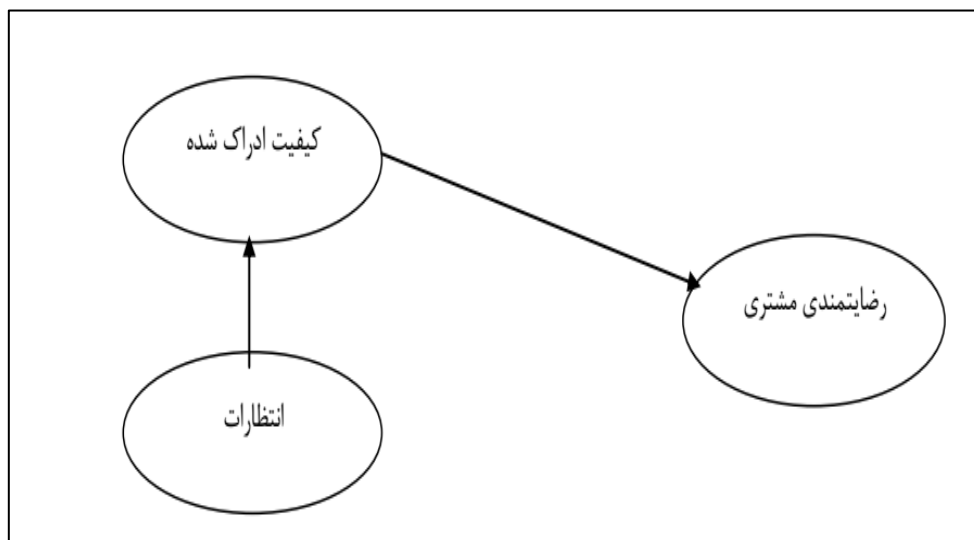 کیفیت ادراک شده
رضایتمندی مشتری
انتظارات